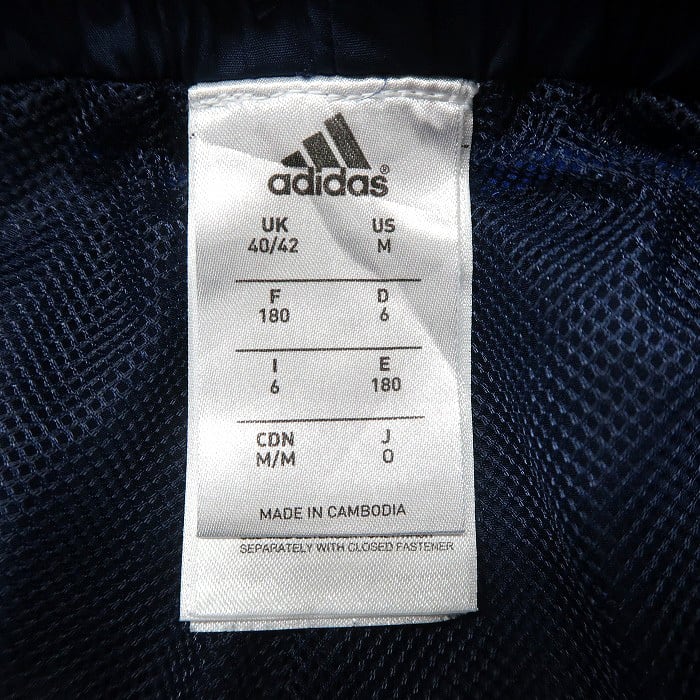 adidas®
UK US
40/42 M
F D
180 6
I E
6 180
CDN J
M/M O
MADE IN CAMBODIA
SEPARATELY WITH CLOSED FASTENER